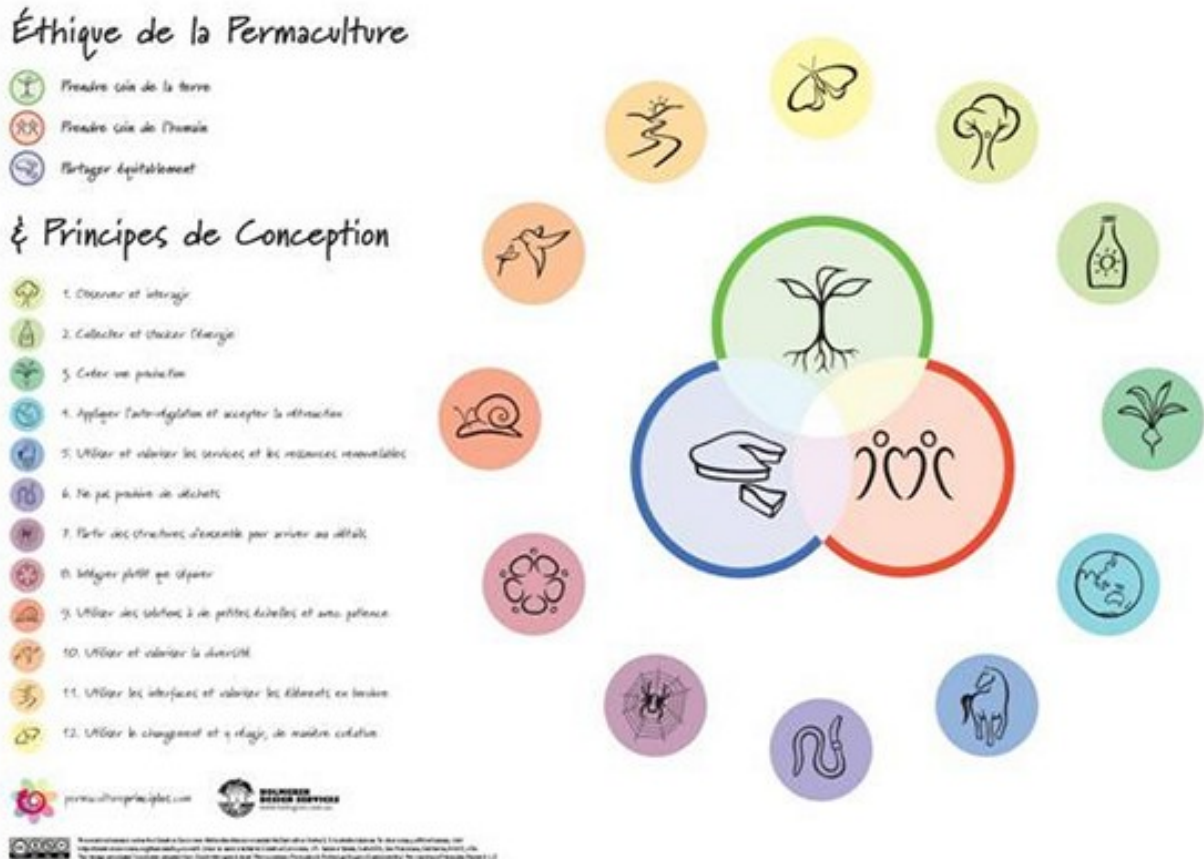 Éthique de la Permaculture
Prendre soin de la terre
Prendre soin de l'humain
Partager équitablement
& Principes de Conception
1. Observer et interagir
2. Collecter et stocker l'énergie
3. Créer une production
4. Appliquer l'auto-régulation et accepter la rétroaction
5. Utiliser et valoriser les services et les ressources renouvelables
6. Ne pas produire de déchets
7. Partir des structures d'ensemble pour arriver aux détails
8. Intégrer plutôt que séparer
9. Utiliser des solutions à de petites échelles et avec patience
10. Utiliser et valoriser la diversité
11. Utiliser les interfaces et valoriser les éléments en bordure
12. Utiliser le changement et y réagir, de manière créative
permacultureprinciples.com
HOLMGREN
DESIGN SERVICES